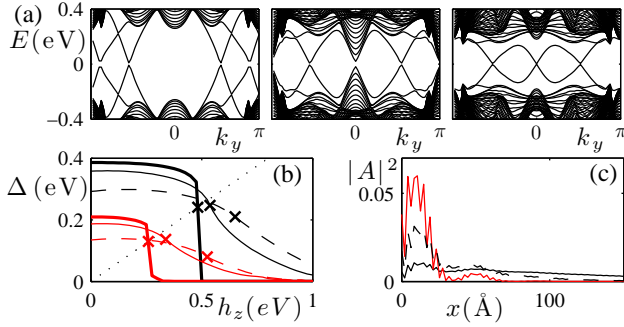 (a) 0.4
E(eV) 0
−0.4
0 k_y π 0 k_y π 0 k_y π
0.4 (b)
Δ (eV)
0.2
0
0 0.5 h_z(eV) 1
|A|² (c)
0.05
0
0 x(Å) 100